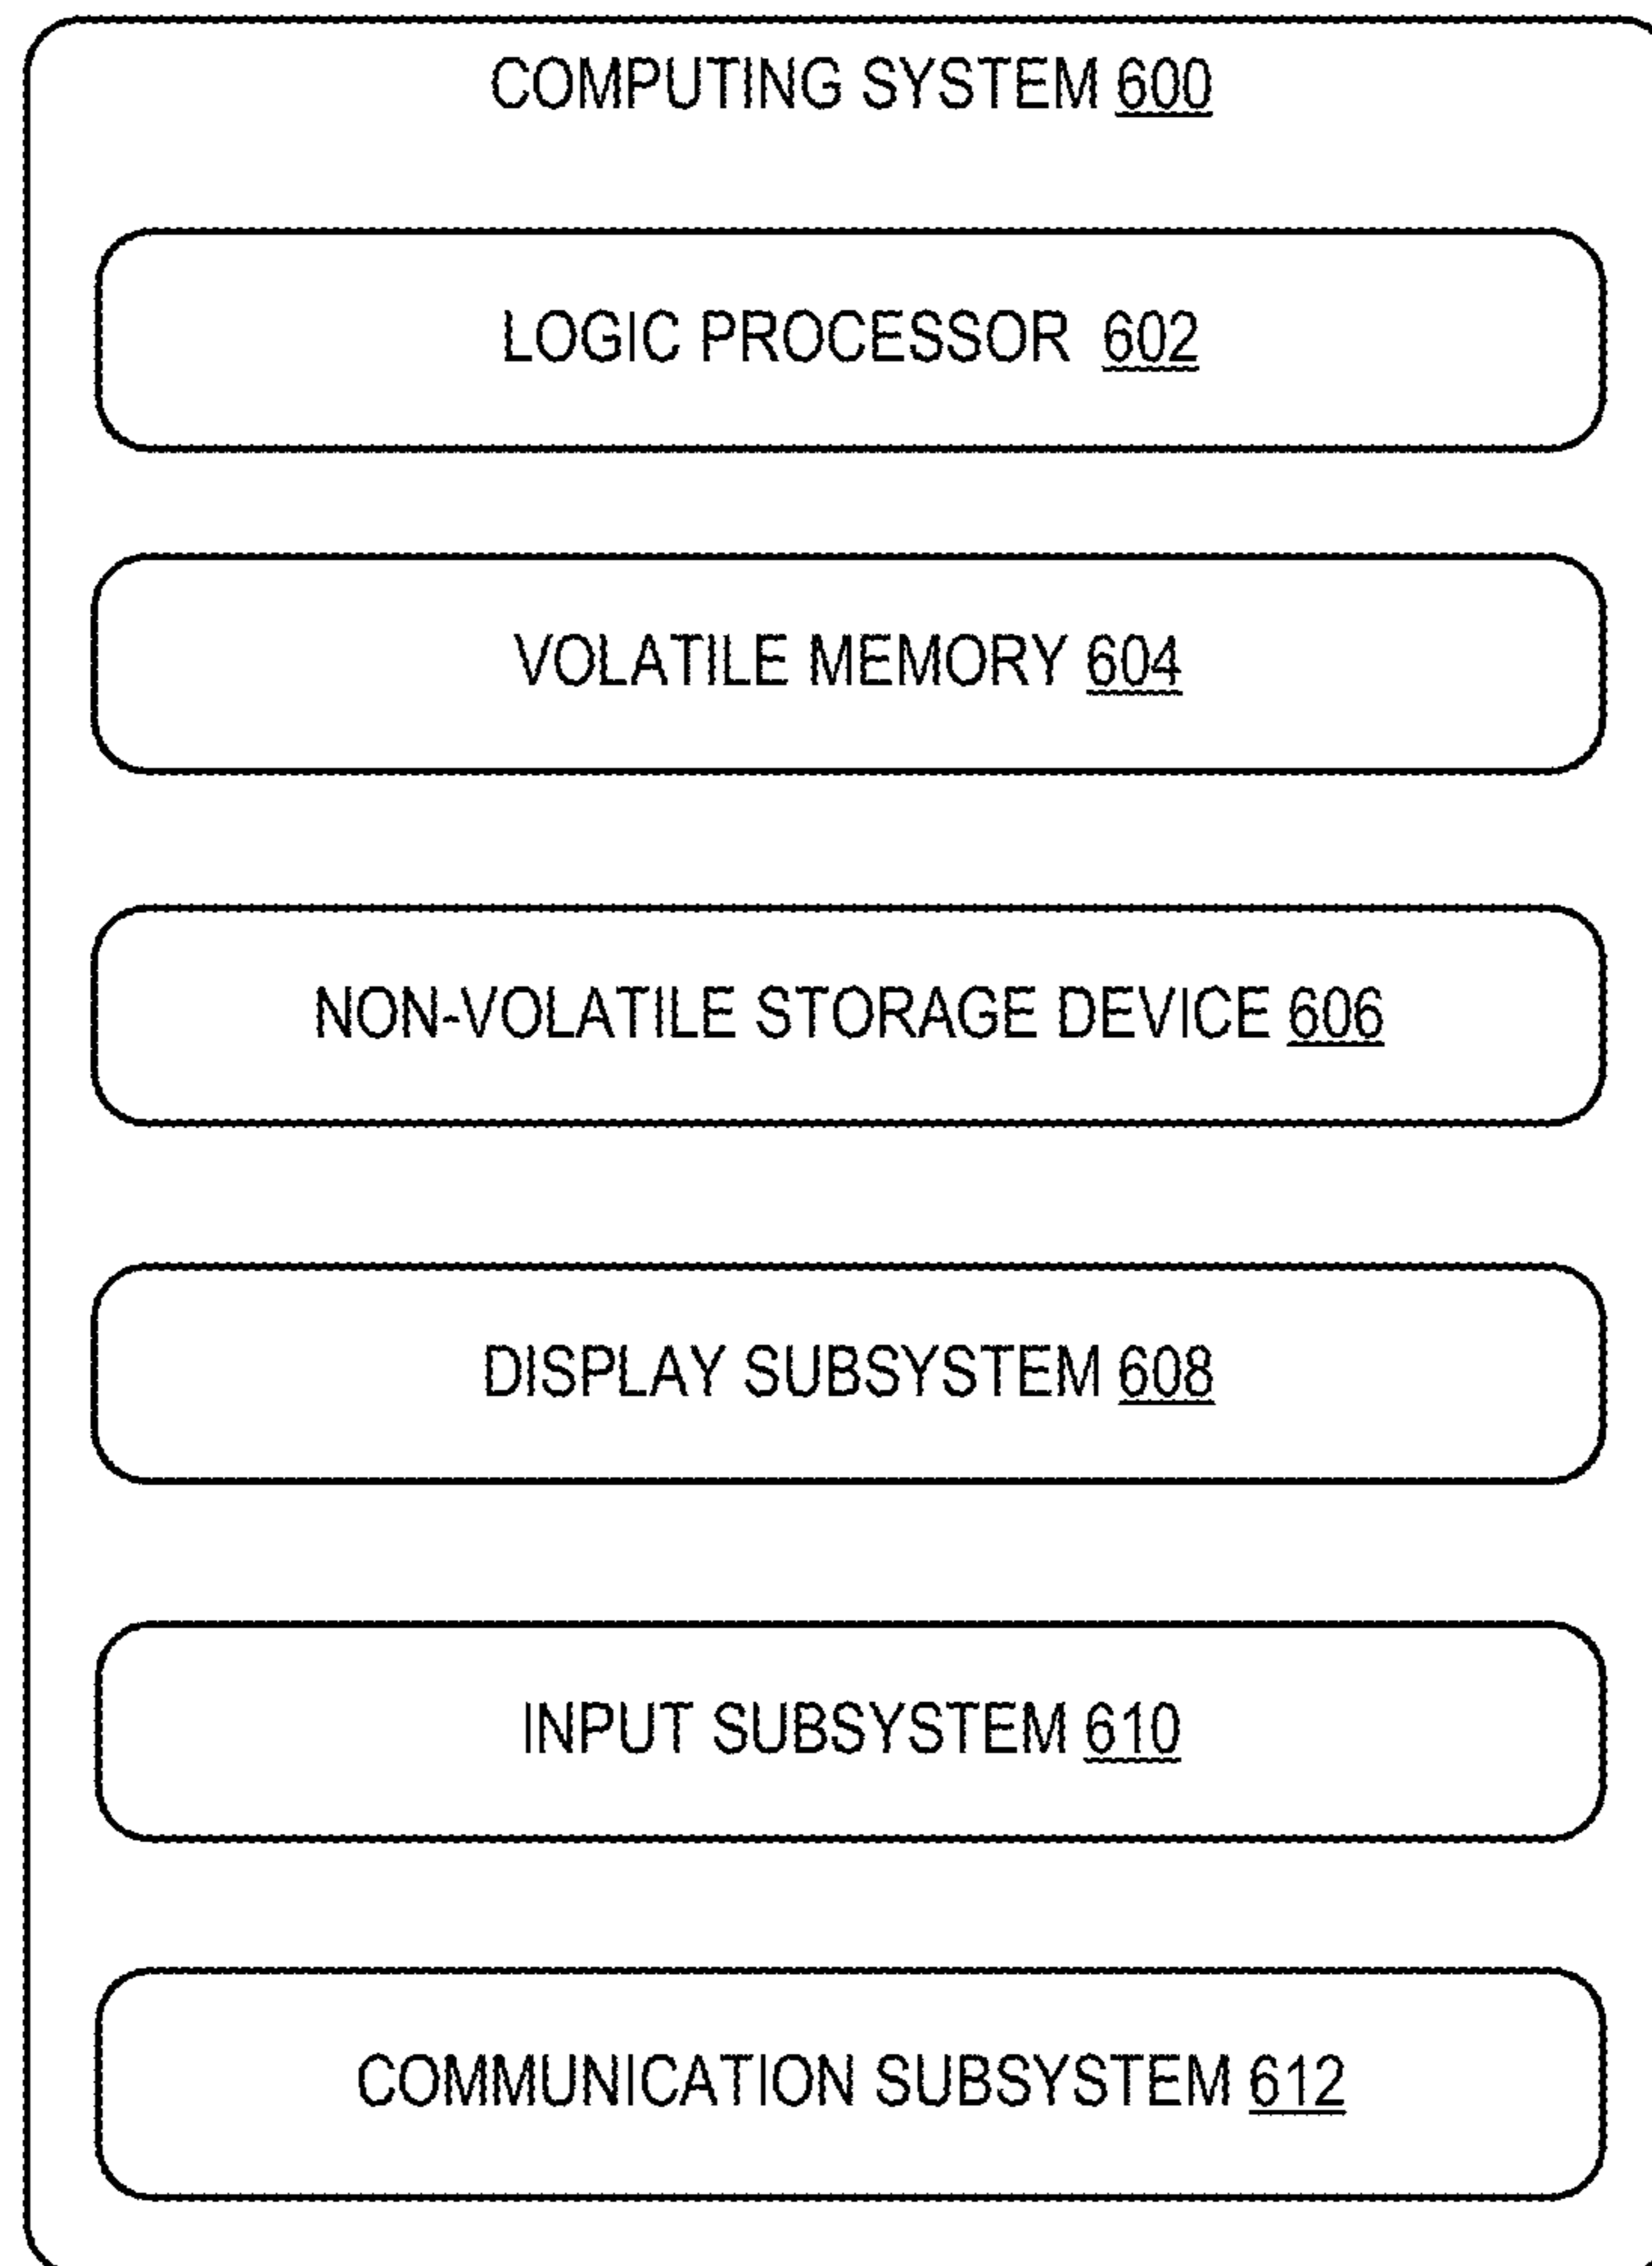 COMPUTING SYSTEM 600
LOGIC PROCESSOR 602
VOLATILE MEMORY 604
NON-VOLATILE STORAGE DEVICE 606
DISPLAY SUBSYSTEM 608
INPUT SUBSYSTEM 610
COMMUNICATION SUBSYSTEM 612